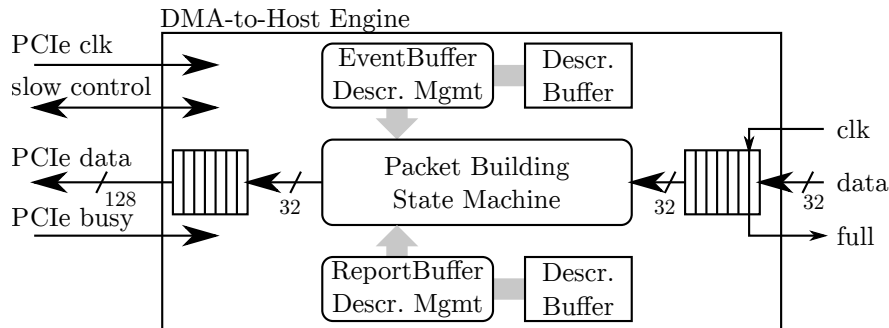 DMA-to-Host Engine
PCIe clk
slow control
PCIe data
128
PCIe busy
EventBuffer
Descr. Mgmt
Descr.
Buffer
Packet Building
State Machine
32
32
ReportBuffer
Descr. Mgmt
Descr.
Buffer
clk
data
32
full